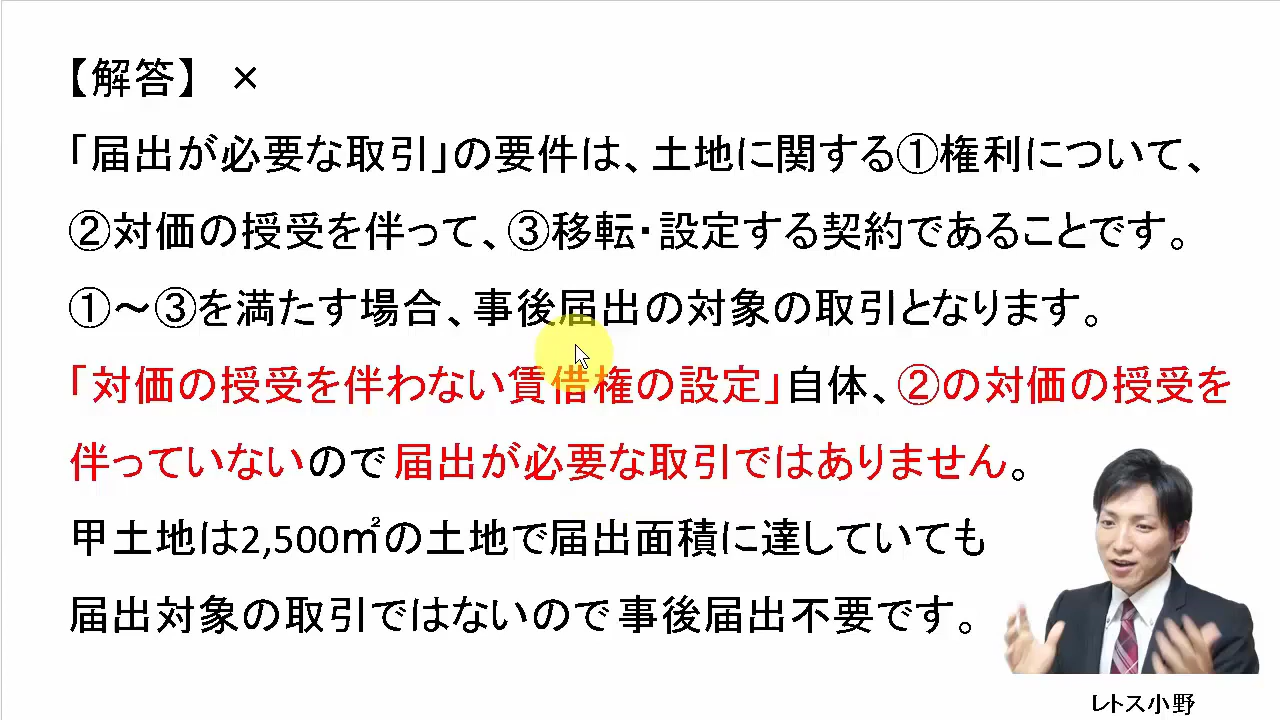 【解答】 ×
「届出が必要な取引」の要件は、土地に関する①権利について、
②対価の授受を伴って、③移転・設定する契約であることです。
①～③を満たす場合、事後届出の対象の取引となります。
「対価の授受を伴わない賃借権の設定」自体、②の対価の授受を
伴っていないので届出が必要な取引ではありません。
甲土地は2,500㎡の土地で届出面積に達していても
届出対象の取引ではないので事後届出不要です。
レトス小野